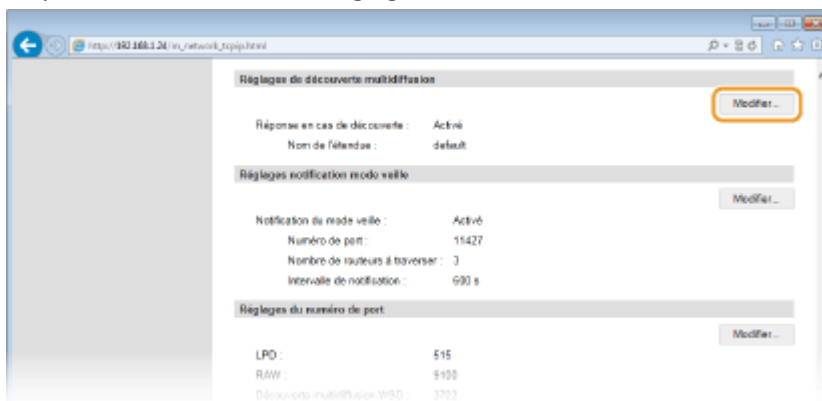 http://192.168.1.24/m_network_tcpip.html
Réglages de découverte multidiffusion
Modifier...
Réponse en cas de découverte : Activé
Nom de l'étendue : default
Réglages notification mode veille
Modifier...
Notification du mode veille : Activé
Numéro de port : 11427
Nombre de routeurs à traverser : 3
Intervalle de notification : 600 s
Réglages du numéro de port
Modifier...
LPD : 515
RAW : 9100
Découverte multidiffusion WSD : 3702